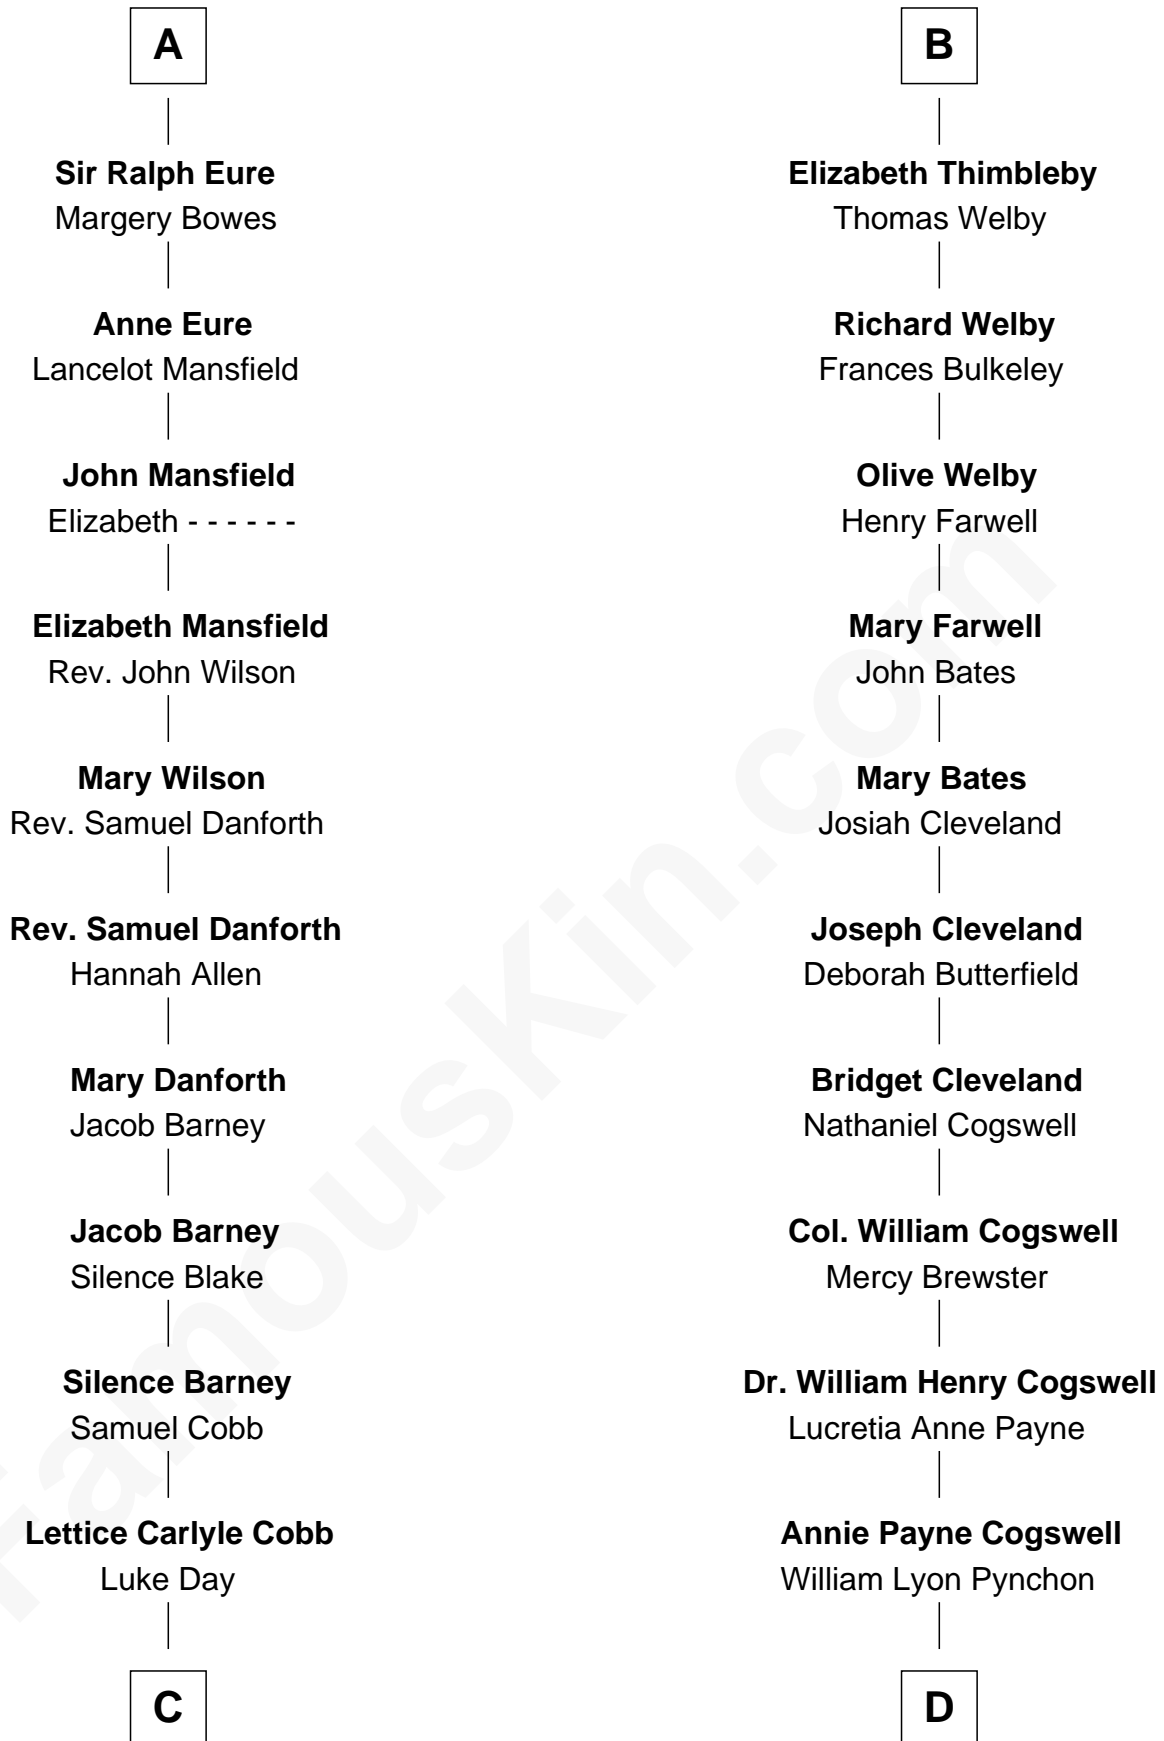 A
Sir Ralph Eure
Margery Bowes
Anne Eure
Lancelot Mansfield
John Mansfield
Elizabeth - - - - - -
Elizabeth Mansfield
Rev. John Wilson
Mary Wilson
Rev. Samuel Danforth
Rev. Samuel Danforth
Hannah Allen
Mary Danforth
Jacob Barney
Jacob Barney
Silence Blake
Silence Barney
Samuel Cobb
Lettice Carlyle Cobb
Luke Day
C
B
Elizabeth Thimbleby
Thomas Welby
Richard Welby
Frances Bulkeley
Olive Welby
Henry Farwell
Mary Farwell
John Bates
Mary Bates
Josiah Cleveland
Joseph Cleveland
Deborah Butterfield
Bridget Cleveland
Nathaniel Cogswell
Col. William Cogswell
Mercy Brewster
Dr. William Henry Cogswell
Lucretia Anne Payne
Annie Payne Cogswell
William Lyon Pynchon
D
FamousKin.com